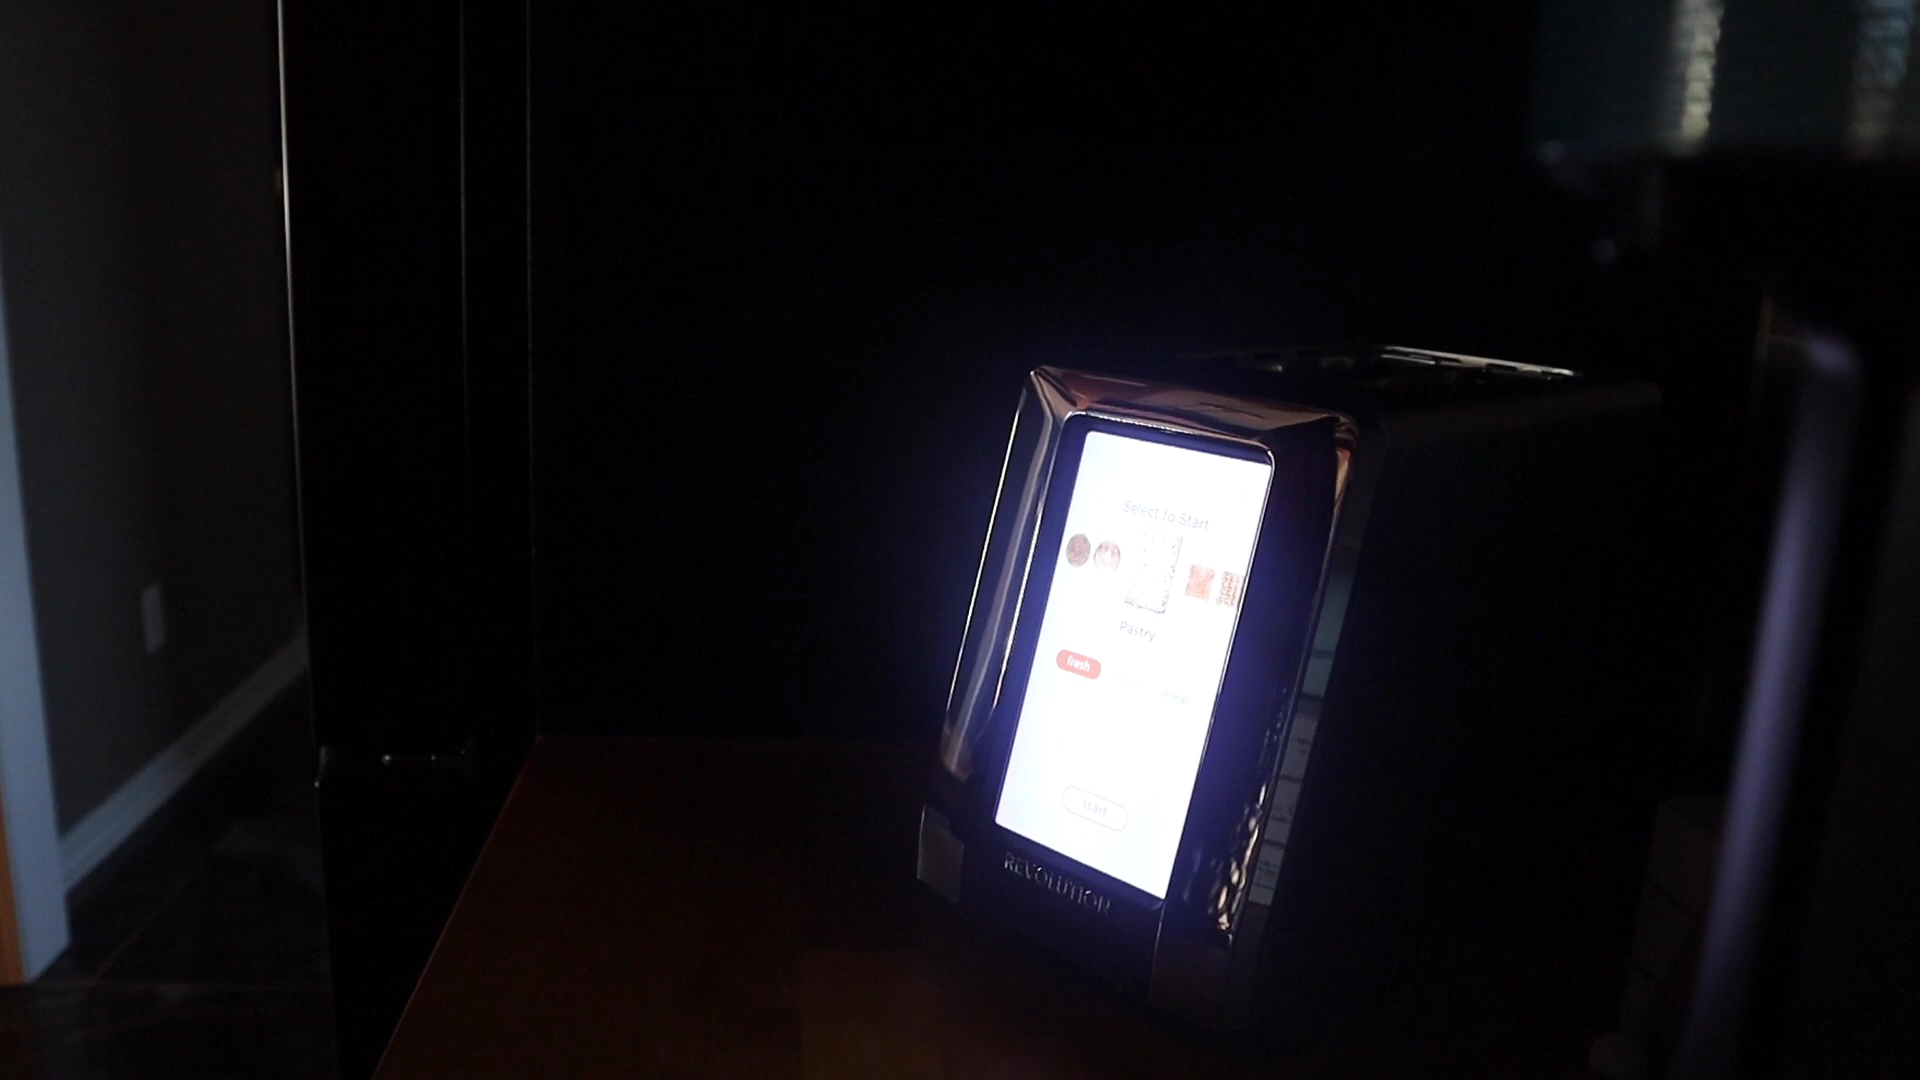 Select to Start
Pastry
fresh
start
REVOLUTION